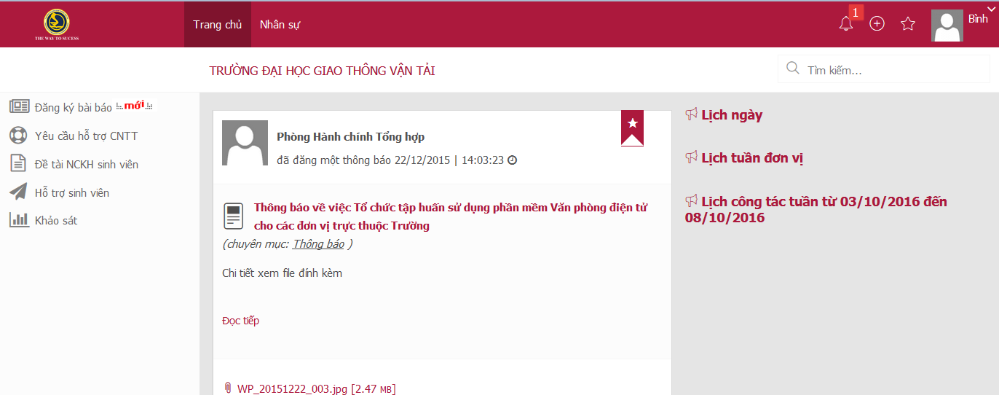 THE WAY TO SUCESS
Trang chủ
Nhân sự
1
Bình
TRƯỜNG ĐẠI HỌC GIAO THÔNG VẬN TẢI
Tìm kiếm...
Đăng ký bài báo mới
Yêu cầu hỗ trợ CNTT
Đề tài NCKH sinh viên
Hỗ trợ sinh viên
Khảo sát
Phòng Hành chính Tổng hợp
đã đăng một thông báo 22/12/2015 | 14:03:23
Thông báo về việc Tổ chức tập huấn sử dụng phần mềm Văn phòng điện tử
cho các đơn vị trực thuộc Trường
(chuyên mục: Thông báo )
Chi tiết xem file đính kèm
Đọc tiếp
WP_20151222_003.jpg [2.47 MB]
Lịch ngày
Lịch tuần đơn vị
Lịch công tác tuần từ 03/10/2016 đến
08/10/2016